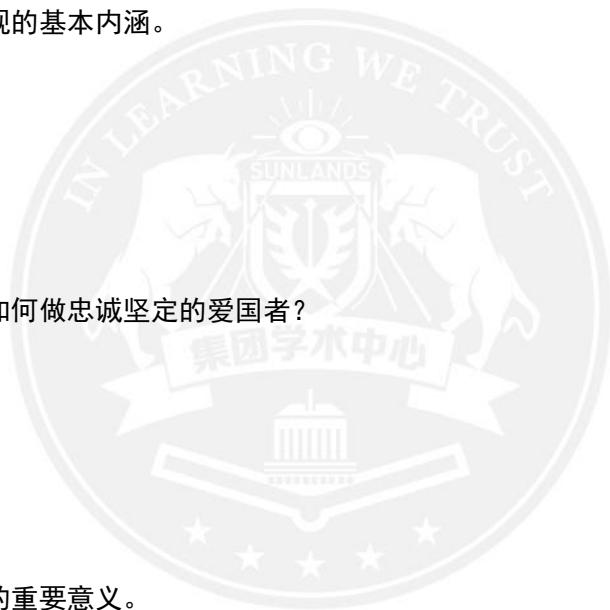 观的基本内涵。
IN LEARNING WE TRUST
SUNLANDS
如何做忠诚坚定的爱国者?
集团学术中心
的重要意义。